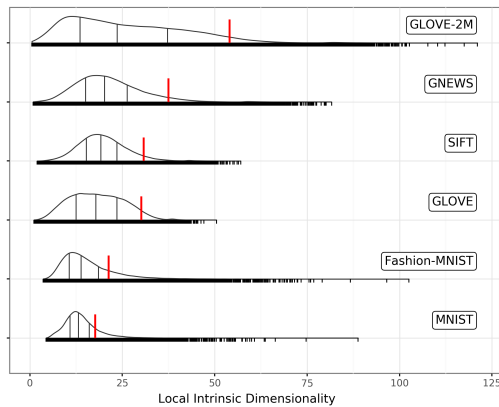 GLOVE-2M
GNEWS
SIFT
GLOVE
Fashion-MNIST
MNIST
0 25 50 75 100 125
Local Intrinsic Dimensionality